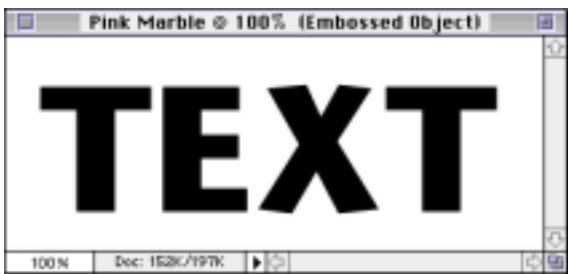 Pink Marble @ 100% (Embossed Object)
TEXT
100% Doc: 152K/197K